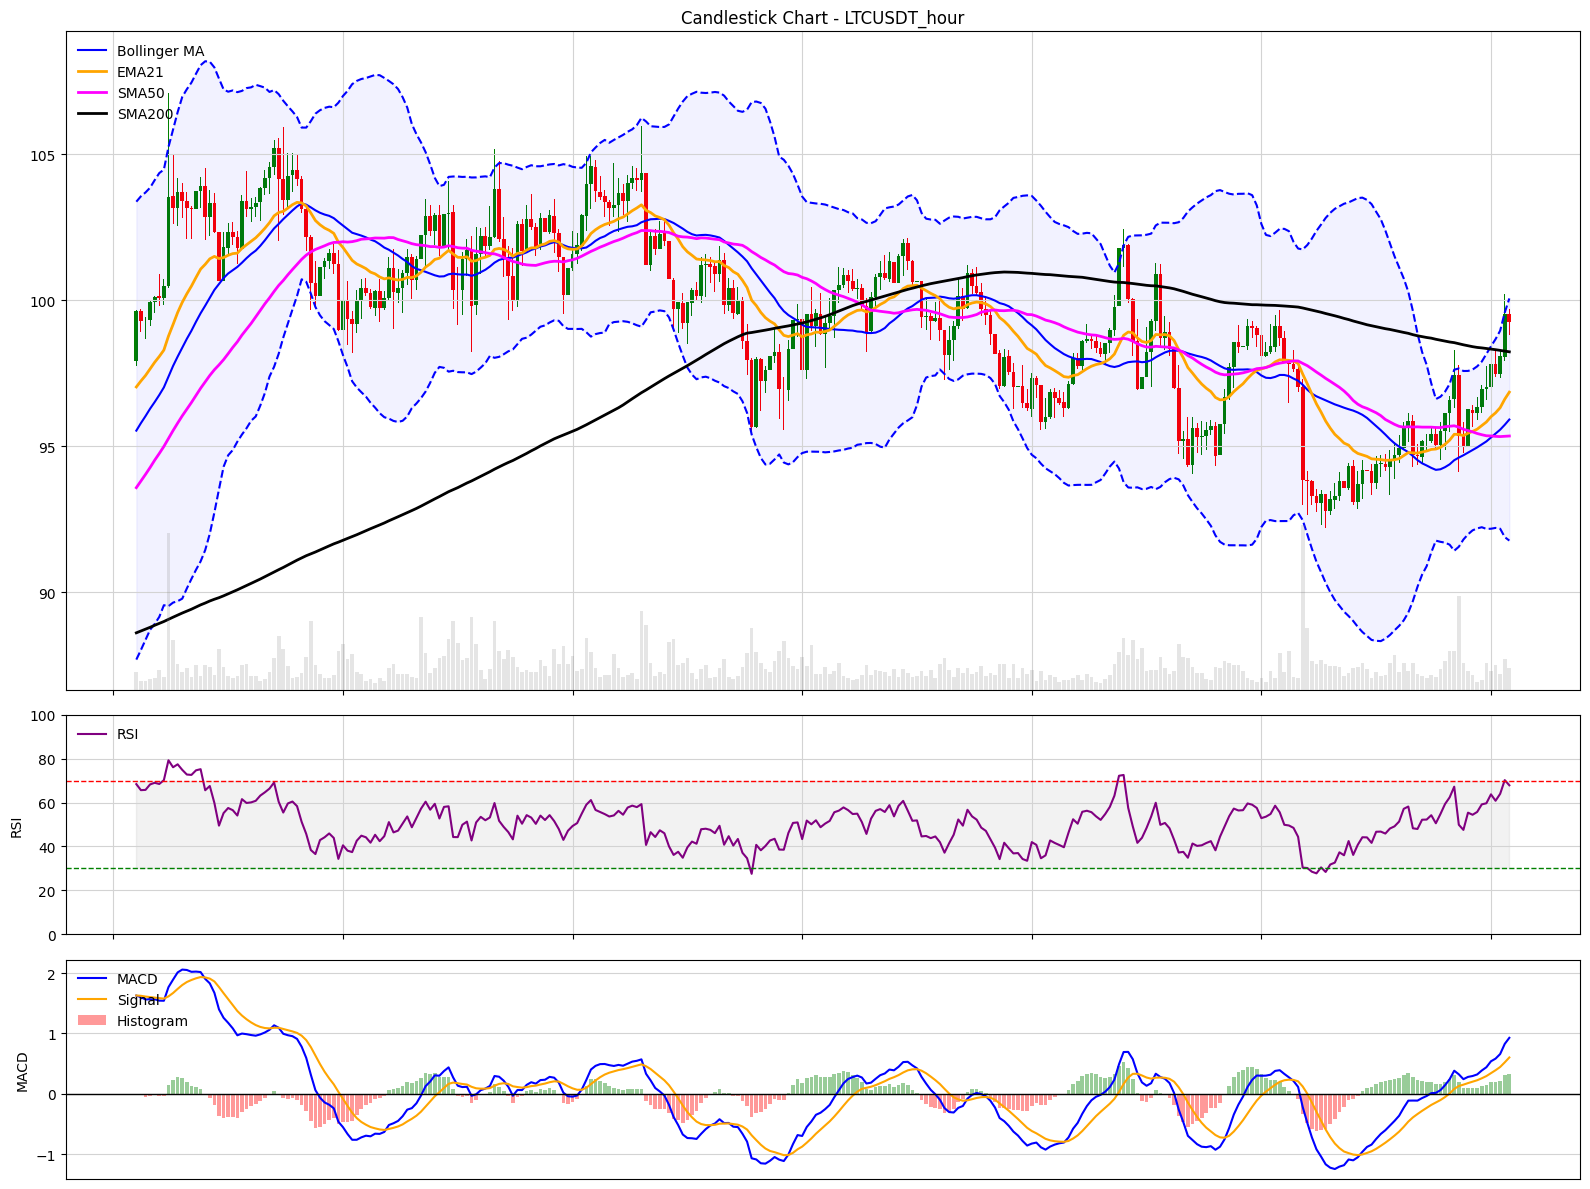 Candlestick Chart - LTCUSDT_hour
Bollinger MA
EMA21
SMA50
SMA200
105
100
95
90
RSI
100
80
60
40
20
0
RSI
MACD
Signal
Histogram
2
1
0
−1
MACD